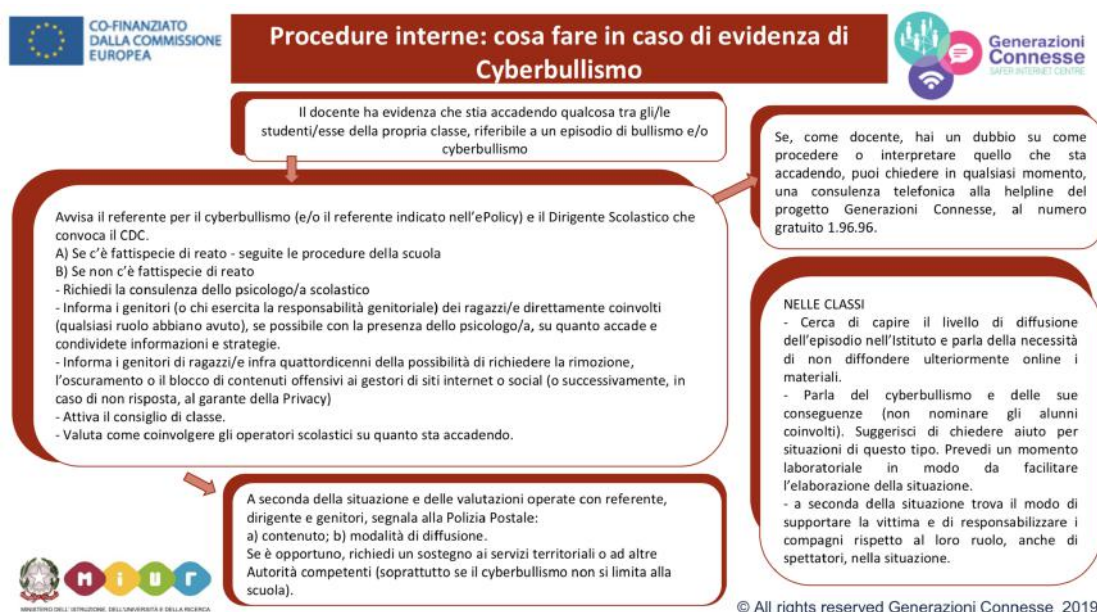 CO-FINANZIATO
DALLA COMMISSIONE
EUROPEA
Procedure interne: cosa fare in caso di evidenza di
Cyberbullismo
Generazioni
Connesse
SAFER INTERNET CENTRE
Il docente ha evidenza che stia accadendo qualcosa tra gli/le
studenti/esse della propria classe, riferibile a un episodio di bullismo e/o
cyberbullismo
Se, come docente, hai un dubbio su come
procedere o interpretare quello che sta
accadendo, puoi chiedere in qualsiasi momento,
una consulenza telefonica alla helpline del
progetto Generazioni Connesse, al numero
gratuito 1.96.96.
Avvisa il referente per il cyberbullismo (e/o il referente indicato nell'ePolicy) e il Dirigente Scolastico che
convoca il CDC.
A) Se c'è fattispecie di reato - seguite le procedure della scuola
B) Se non c'è fattispecie di reato
- Richiedi la consulenza dello psicologo/a scolastico
- Informa i genitori (o chi esercita la responsabilità genitoriale) dei ragazzi/e direttamente coinvolti
(qualsiasi ruolo abbiano avuto), se possibile con la presenza dello psicologo/a, su quanto accade e
condividete informazioni e strategie.
- Informa i genitori di ragazzi/e infra quattordicenni della possibilità di richiedere la rimozione,
l'oscuramento o il blocco di contenuti offensivi ai gestori di siti internet o social (o successivamente, in
caso di non risposta, al garante della Privacy)
- Attiva il consiglio di classe.
- Valuta come coinvolgere gli operatori scolastici su quanto sta accadendo.
NELLE CLASSI
- Cerca di capire il livello di diffusione
dell'episodio nell'Istituto e parla della necessità
di non diffondere ulteriormente online i
materiali.
- Parla del cyberbullismo e delle sue
conseguenze (non nominare gli alunni
coinvolti). Suggerisci di chiedere aiuto per
situazioni di questo tipo. Prevedi un momento
laboratoriale in modo da facilitare
l'elaborazione della situazione.
- a seconda della situazione trova il modo di
supportare la vittima e di responsabilizzare i
compagni rispetto al loro ruolo, anche di
spettatori, nella situazione.
A seconda della situazione e delle valutazioni operate con referente,
dirigente e genitori, segnala alla Polizia Postale:
a) contenuto; b) modalità di diffusione.
Se è opportuno, richiedi un sostegno ai servizi territoriali o ad altre
Autorità competenti (soprattutto se il cyberbullismo non si limita alla
scuola).
MIUR
MINISTERO DELL'ISTRUZIONE, DELL'UNIVERSITÀ E DELLA RICERCA
© All rights reserved Generazioni Connesse 2019